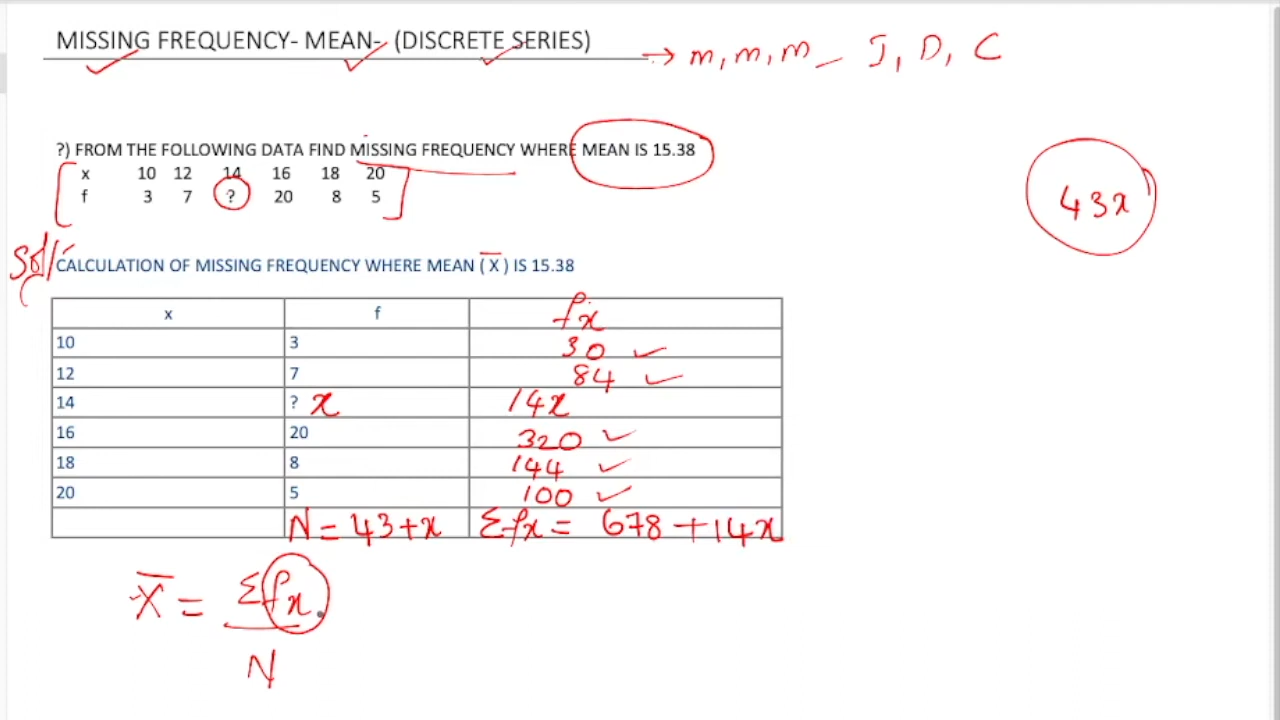 MISSING FREQUENCY- MEAN- (DISCRETE SERIES) → m, m, m - I, D, C
?) FROM THE FOLLOWING DATA FIND MISSING FREQUENCY WHERE MEAN IS 15.38
x 10 12 14 16 18 20
f 3 7 ? 20 8 5
43x
Sol/:
CALCULATION OF MISSING FREQUENCY WHERE MEAN ( X̅ ) IS 15.38
x f fx
10 3 30 ✓
12 7 84 ✓
14 ? x 14x
16 20 320 ✓
18 8 144 ✓
20 5 100 ✓
N = 43+x Σfx = 678 + 14x
X̅ = Σfx
N